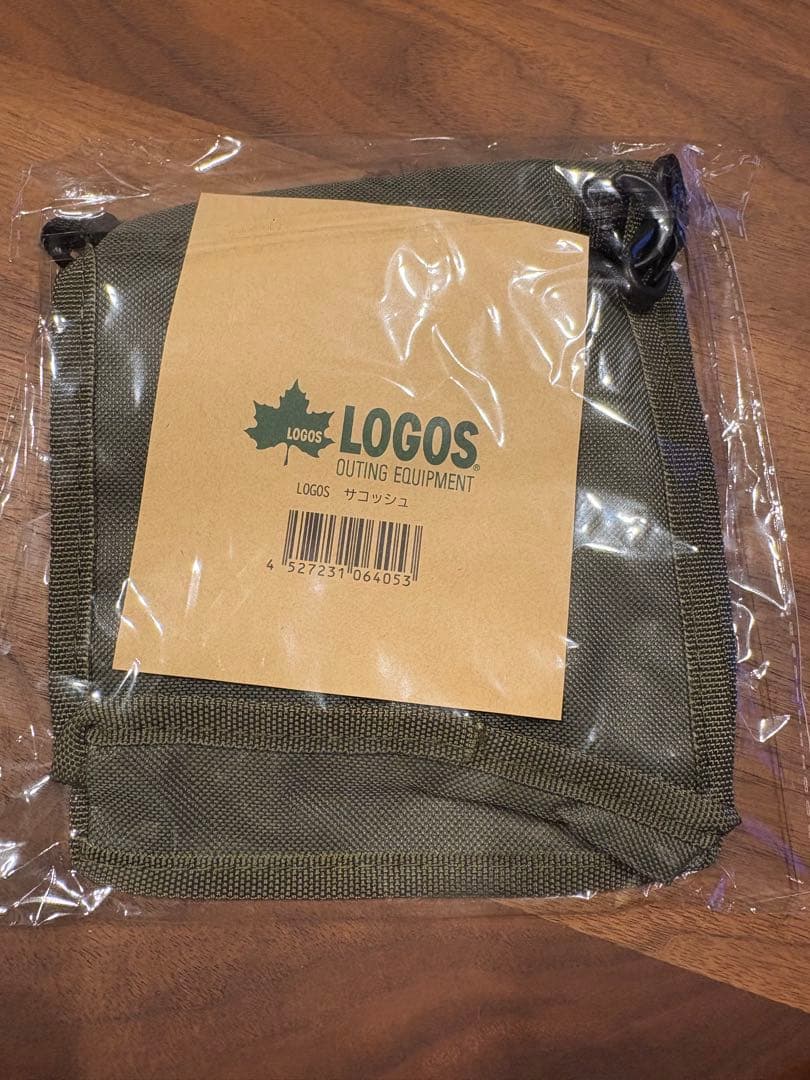 LOGOS
LOGOS®
OUTING EQUIPMENT
LOGOS サコッシュ
4 527231 064053